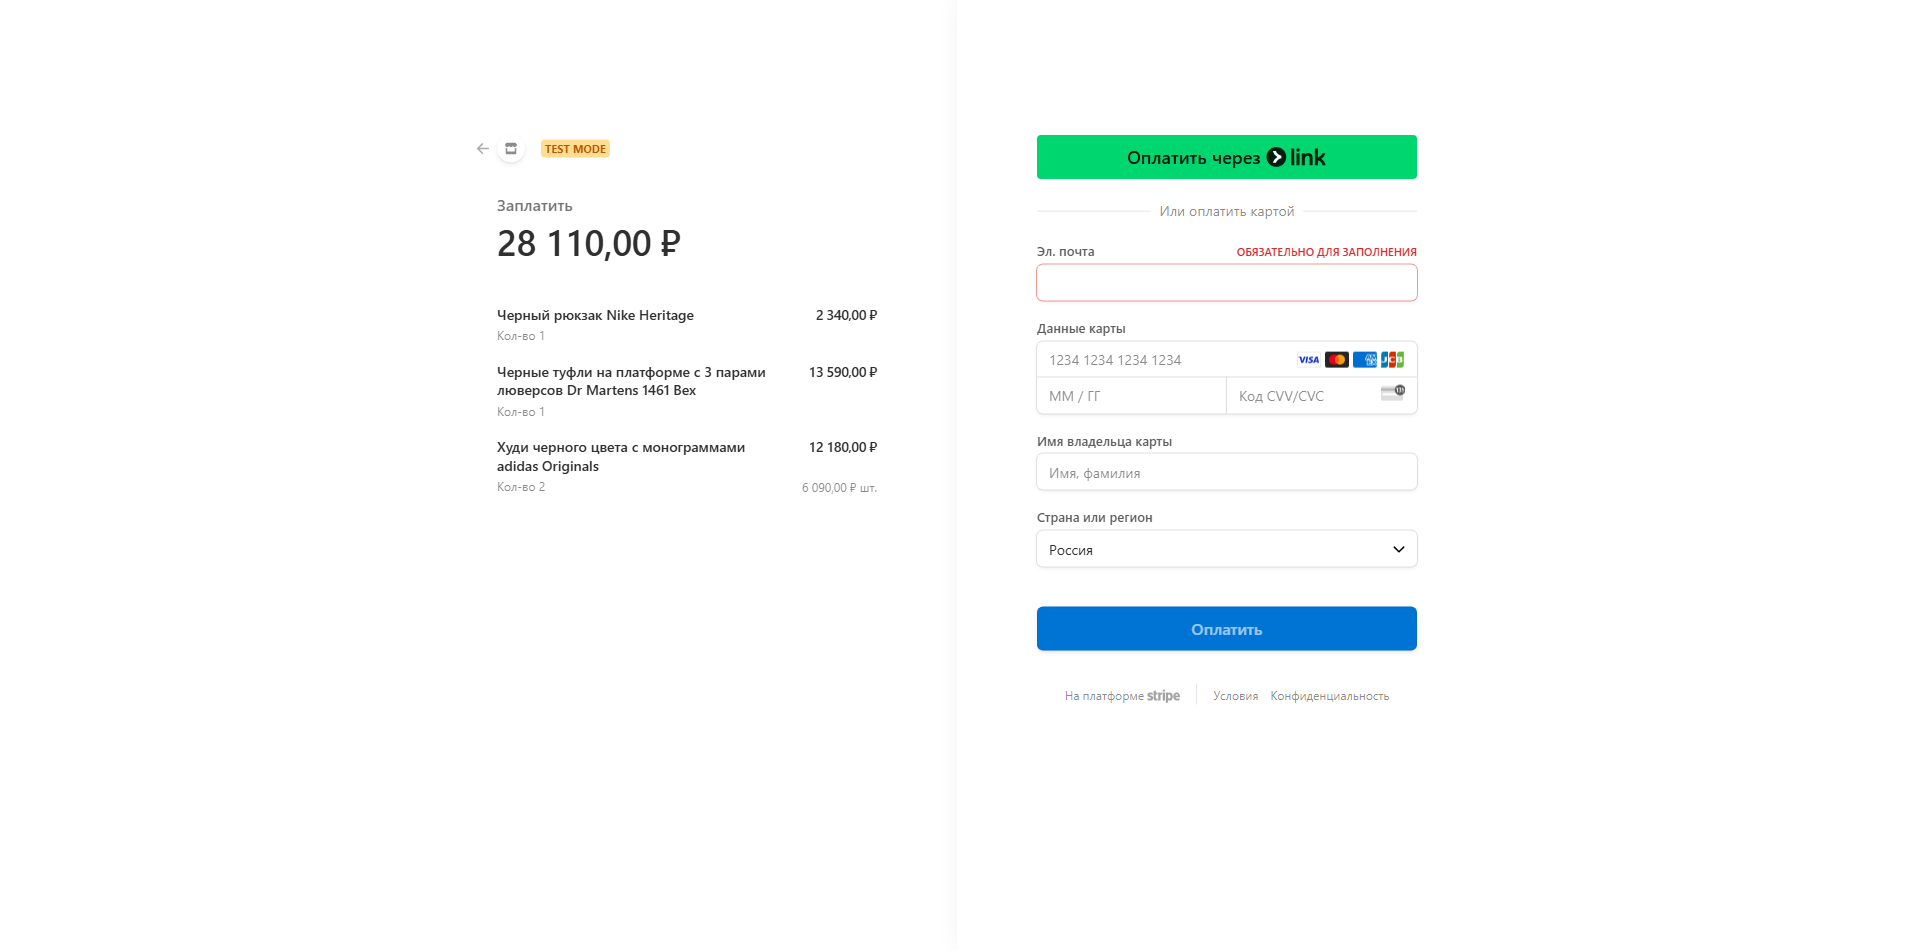 TEST MODE
Заплатить
28 110,00 ₽
Черный рюкзак Nike Heritage 2 340,00 ₽
Кол-во 1
Черные туфли на платформе с 3 парами 13 590,00 ₽
люверсов Dr Martens 1461 Bex
Кол-во 1
Худи черного цвета с монограммами 12 180,00 ₽
adidas Originals
Кол-во 2 6 090,00 ₽ шт.
Оплатить через link
Или оплатить картой
Эл. почта ОБЯЗАТЕЛЬНО ДЛЯ ЗАПОЛНЕНИЯ
Данные карты
1234 1234 1234 1234 VISA JCB
ММ / ГГ Код CVV/CVC
Имя владельца карты
Имя, фамилия
Страна или регион
Россия
Оплатить
На платформе stripe Условия Конфиденциальность